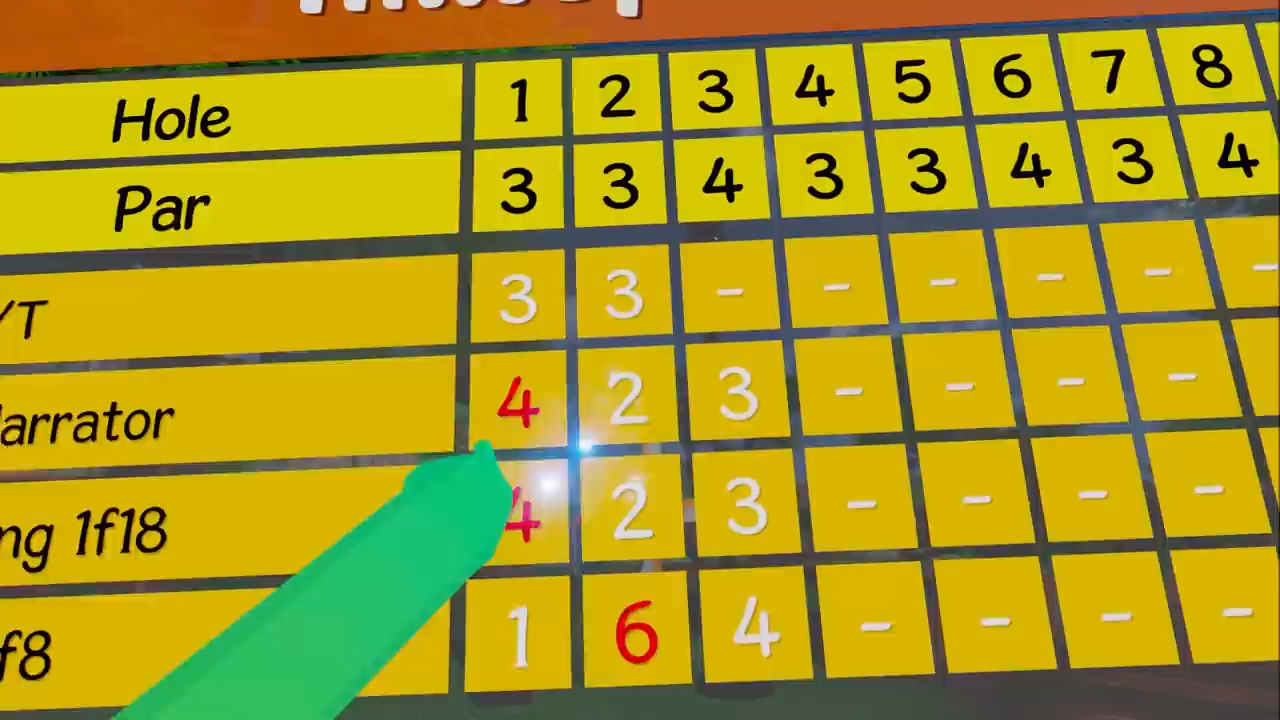 Hole 1 2 3 4 5 6 7 8
Par 3 3 4 3 3 4 3 4
/T 3 3 - - - - - -
arrator 4 2 3 - - - -
ng 1f18 4 2 3 - - - -
f8 1 6 4 - - - -